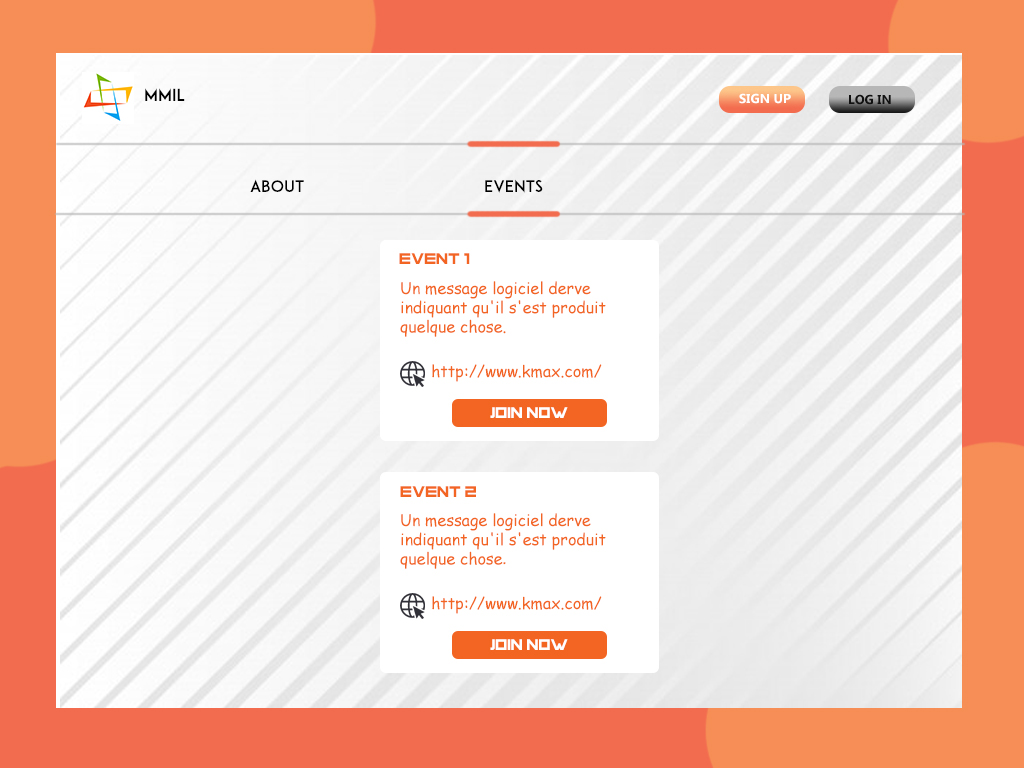 MMIL
SIGN UP
LOG IN
ABOUT
EVENTS
EVENT 1
Un message logiciel derve
indiquant qu'il s'est produit
quelque chose.
http://www.kmax.com/
JOIN NOW
EVENT 2
Un message logiciel derve
indiquant qu'il s'est produit
quelque chose.
http://www.kmax.com/
JOIN NOW